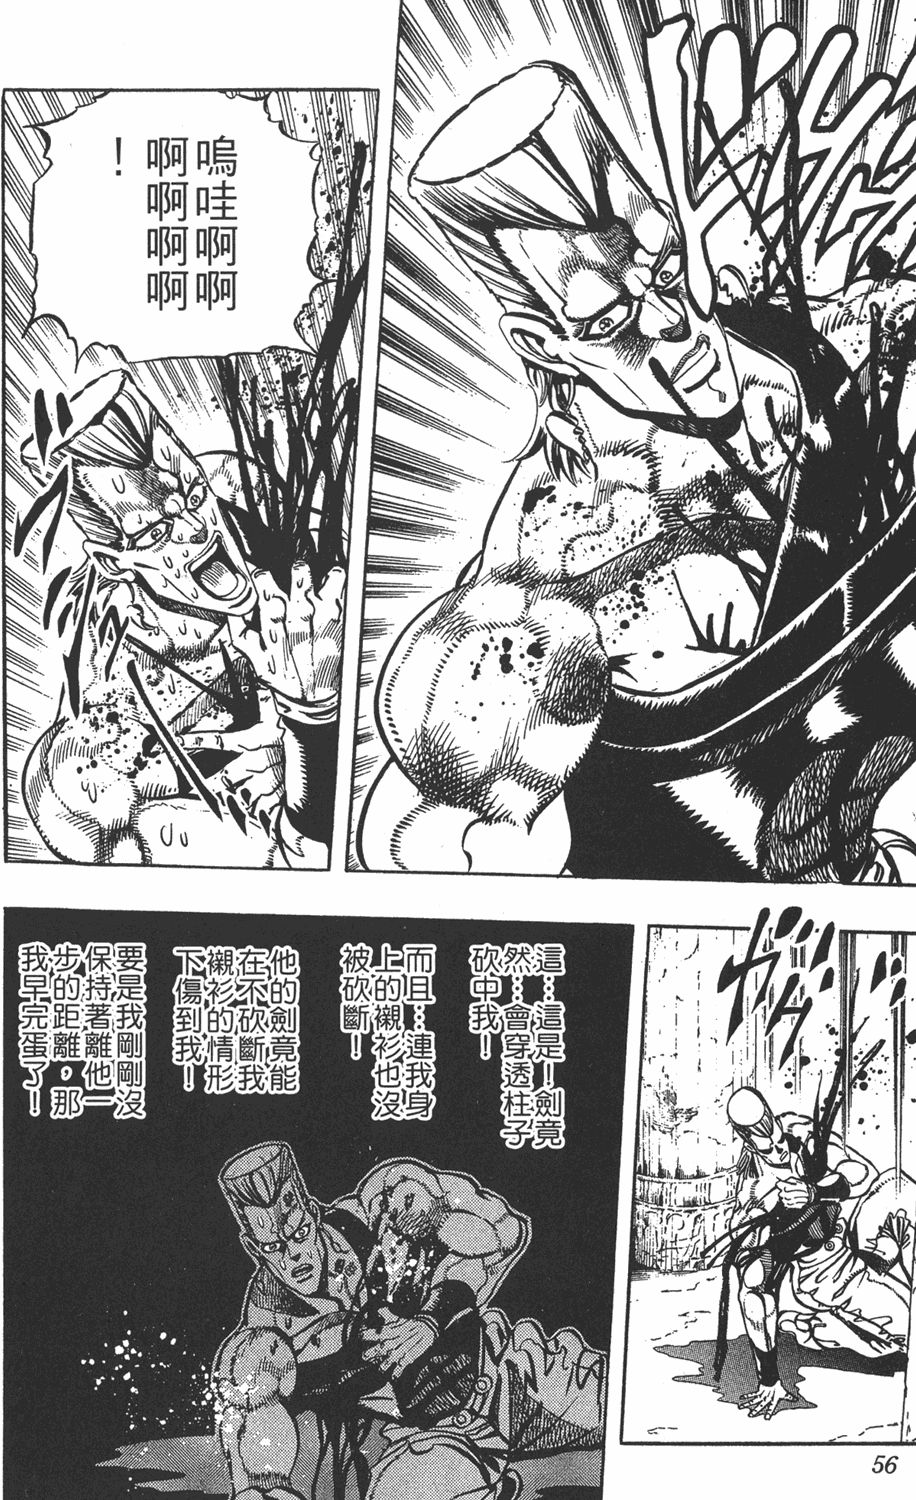 嗚哇啊啊
啊啊啊啊
！
這…這是！劍竟
然…會穿透柱子
砍中我！
而且…連我身
上的襯衫也沒
被砍斷！
他的劍竟能
在不砍斷我
襯衫的情形
下傷到我！
要是我剛剛沒
保持著離他一
步的距離，那
我早完蛋了！
56